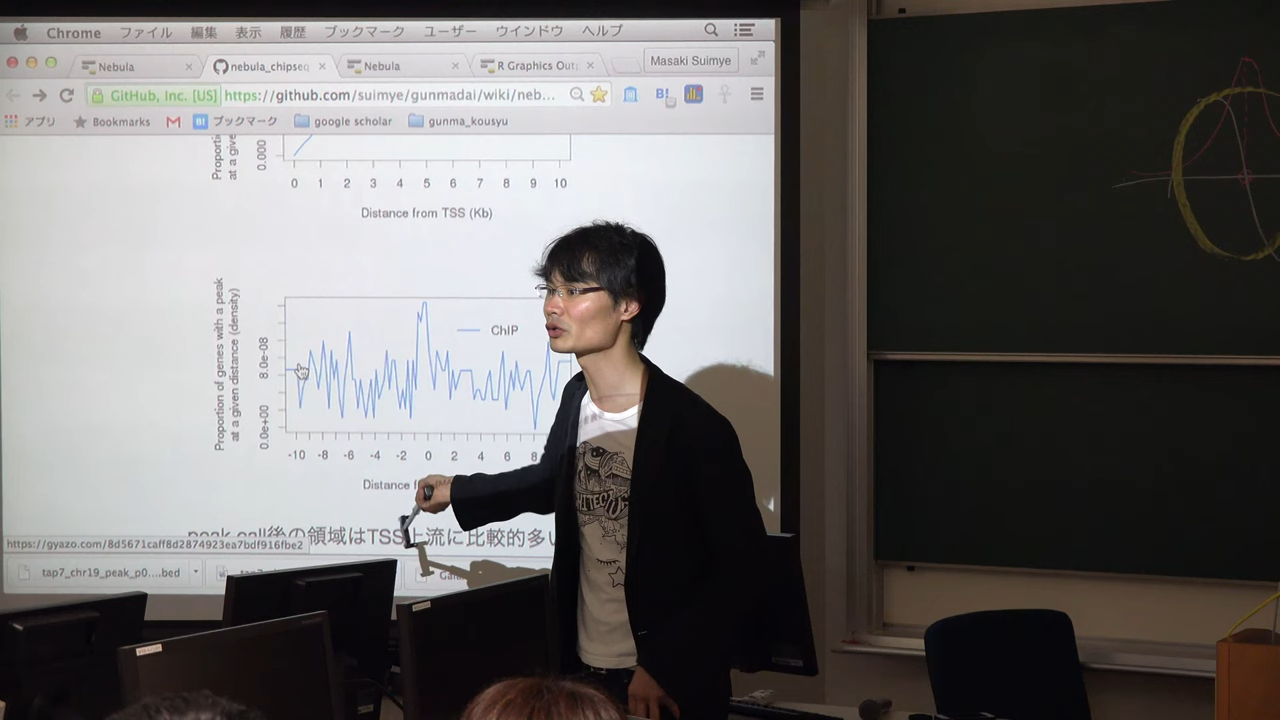 Chrome ファイル 編集 表示 履歴 ブックマーク ユーザー ウインドウ ヘルプ
Nebula nebula_chipseq Nebula R Graphics Out Masaki Suimye
GitHub, Inc. [US] https://github.com/suimye/gunmadai/wiki/neb...
アプリ Bookmarks ブックマーク google scholar gunma_kousyu
at a give
0.000
0 1 2 3 4 5 6 7 8 9 10
Distance from TSS (Kb)
Proportion of genes with a peak
at a given distance (density)
8.0e-08
0.0e+00
ChIP
-10 -8 -6 -4 -2 0 2 4 6 8
Distance
peak call後の領域はTSS上流に比較的多い
https://gyazo.com/8d5671caff8d2874923ea7bdf916fbe2
tap7_chr19_peak_p0....bed